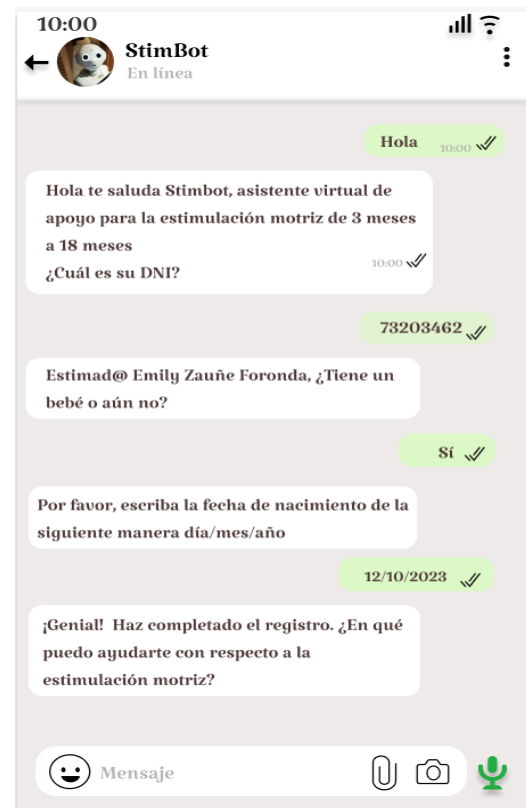 10:00
StimBot
En línea
Hola 10:00
Hola te saluda Stimbot, asistente virtual de
apoyo para la estimulación motriz de 3 meses
a 18 meses
10:00
¿Cuál es su DNI?
73203462
Estimad@ Emily Zauñe Foronda, ¿Tiene un
bebé o aún no?
Sí
Por favor, escriba la fecha de nacimiento de la
siguiente manera día/mes/año
12/10/2023
¡Genial! Haz completado el registro. ¿En qué
puedo ayudarte con respecto a la
estimulación motriz?
Mensaje